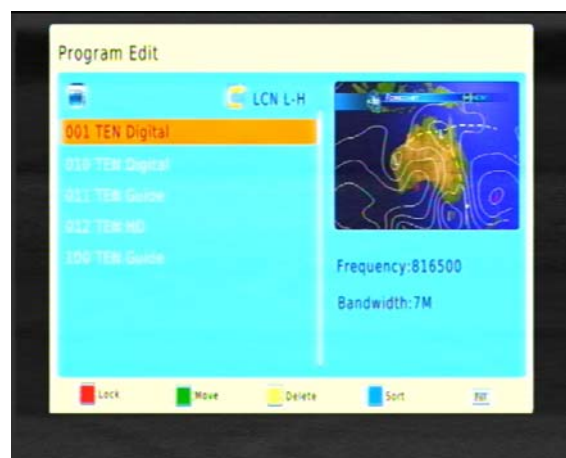 Program Edit
LCN L-H
001 TEN Digital
010 TEN Digital
011 TEN Guide
012 TEN HD
100 TEN Guide
Frequency:816500
Bandwidth:7M
Lock
Move
Delete
Sort